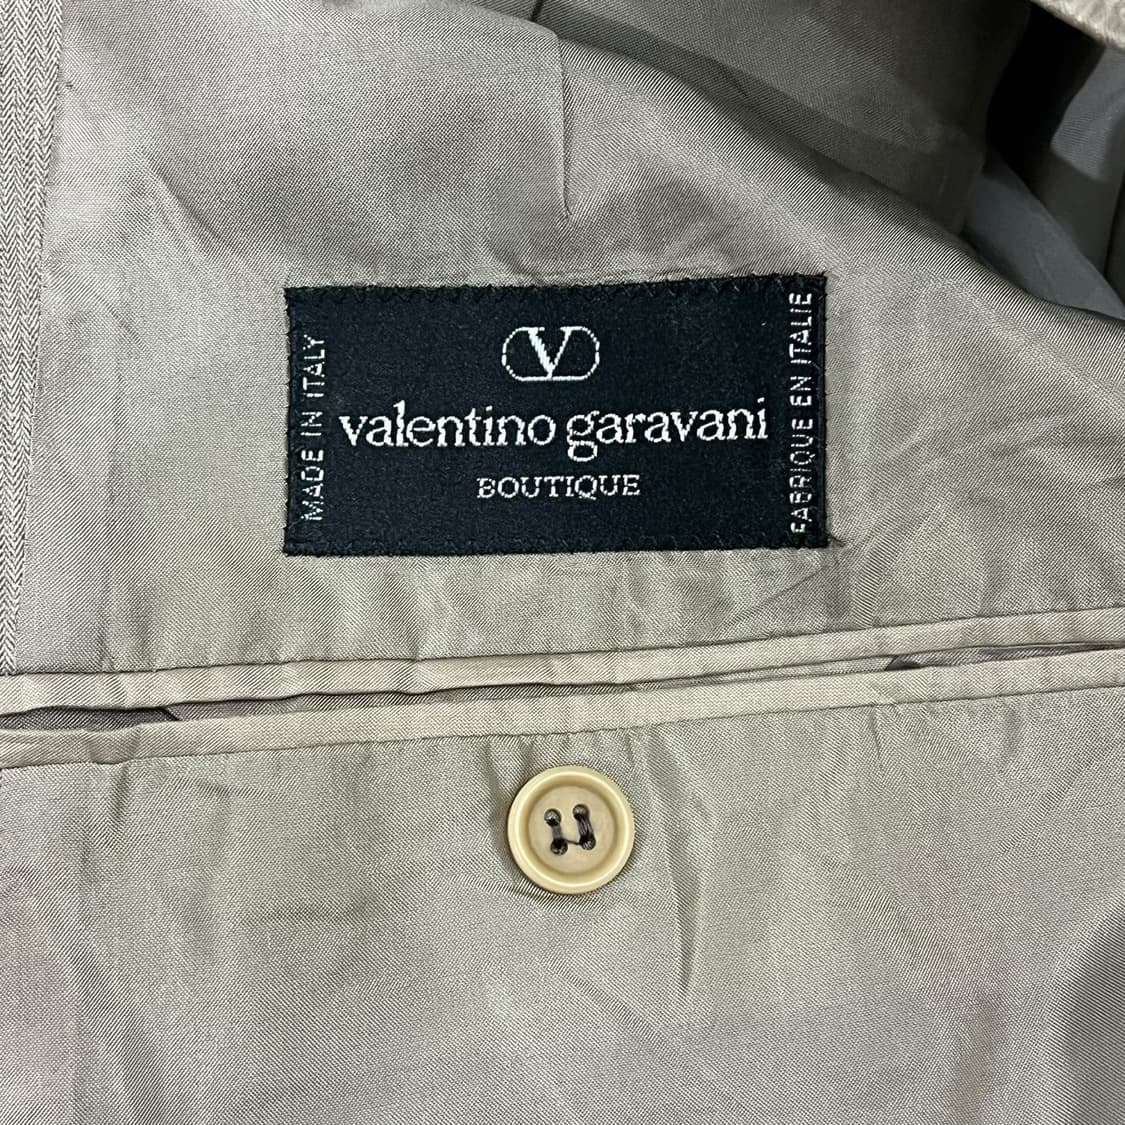 V
valentino garavani
BOUTIQUE
MADE IN ITALY
FABRIQUE EN ITALIE